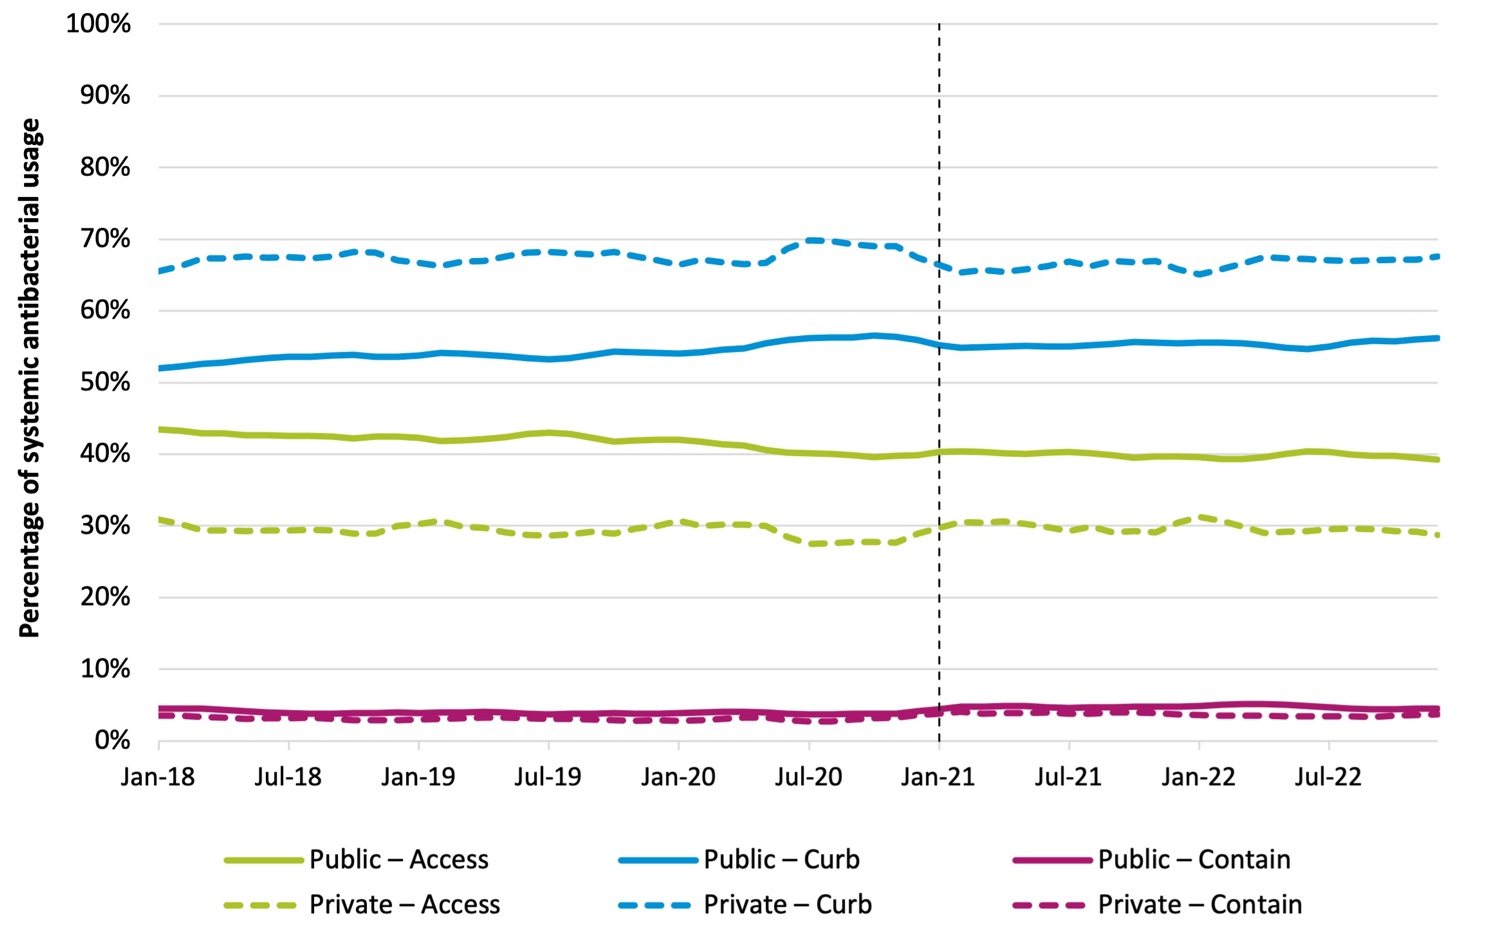 Percentage of systemic antibacterial usage
100%
90%
80%
70%
60%
50%
40%
30%
20%
10%
0%
Jan-18 Jul-18 Jan-19 Jul-19 Jan-20 Jul-20 Jan-21 Jul-21 Jan-22 Jul-22
Public – Access Public – Curb Public – Contain
Private – Access Private – Curb Private – Contain